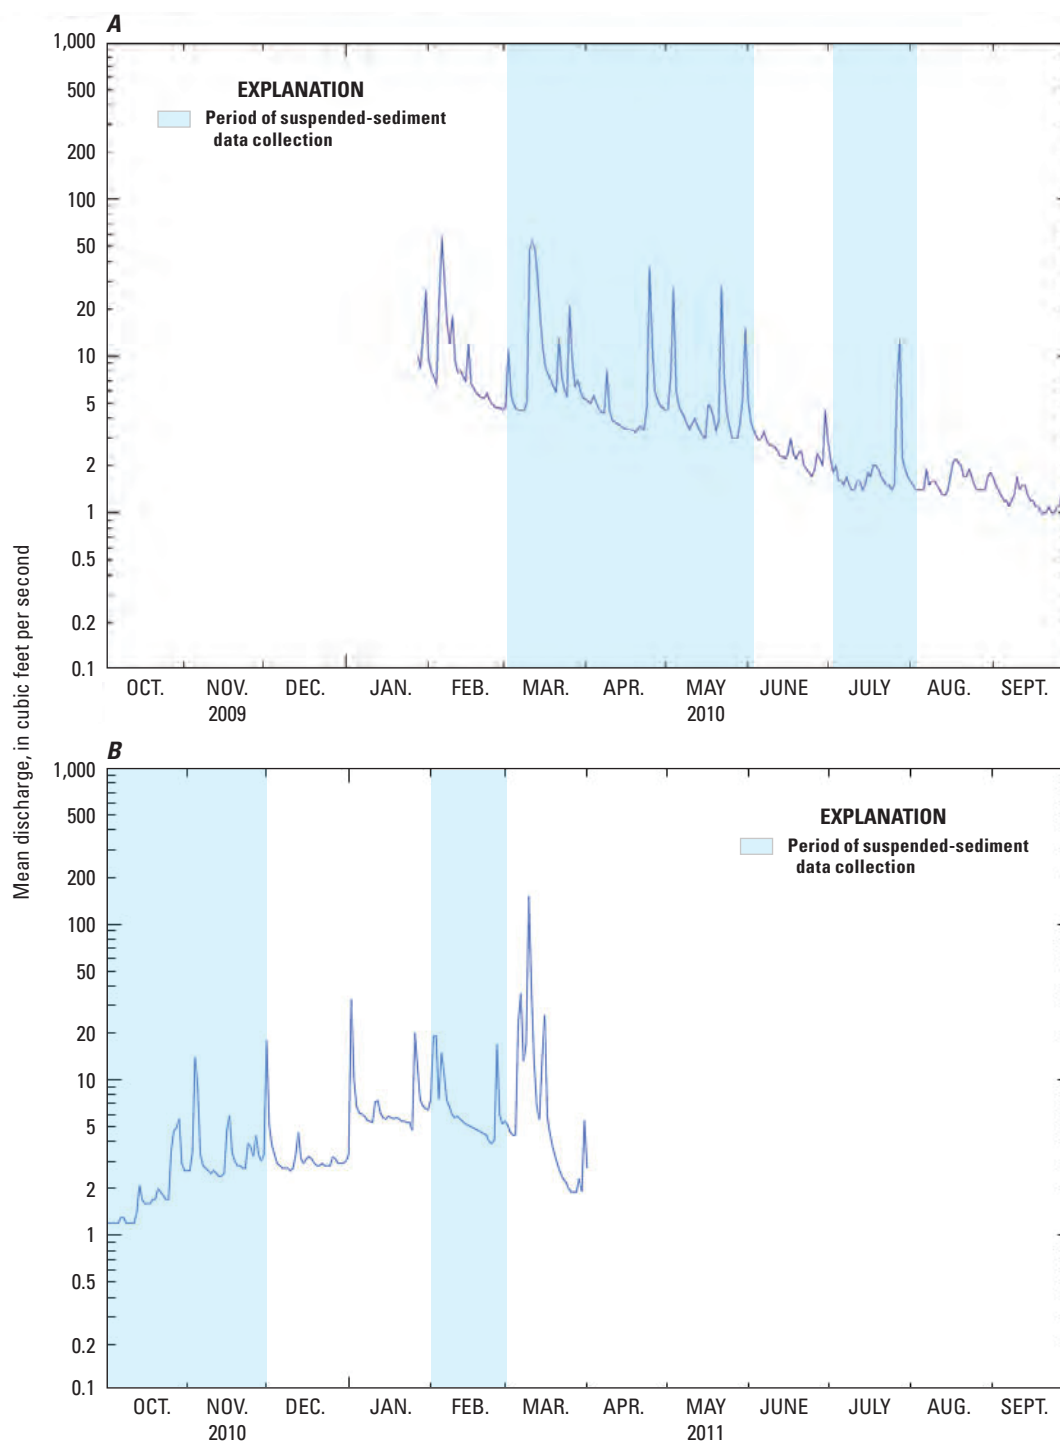 A
1,000
500
200
100
50
20
10
5
2
1
0.5
0.2
0.1
EXPLANATION
Period of suspended-sediment
data collection
OCT. NOV. DEC. JAN. FEB. MAR. APR. MAY JUNE JULY AUG. SEPT.
2009 2010
Mean discharge, in cubic feet per second
B
1,000
500
200
100
50
20
10
5
2
1
0.5
0.2
0.1
EXPLANATION
Period of suspended-sediment
data collection
OCT. NOV. DEC. JAN. FEB. MAR. APR. MAY JUNE JULY AUG. SEPT.
2010 2011